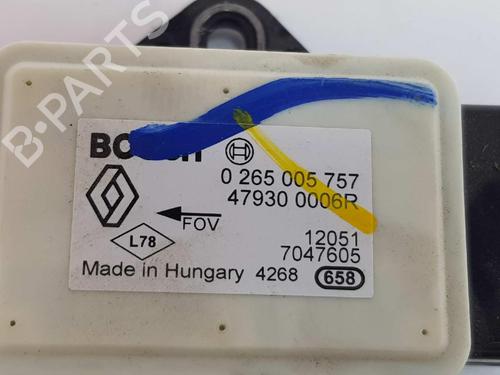 B-PARTS
BOSCH
0 265 005 757
47930 0006R
FOV
12051
L78
7047605
Made in Hungary 4268 658